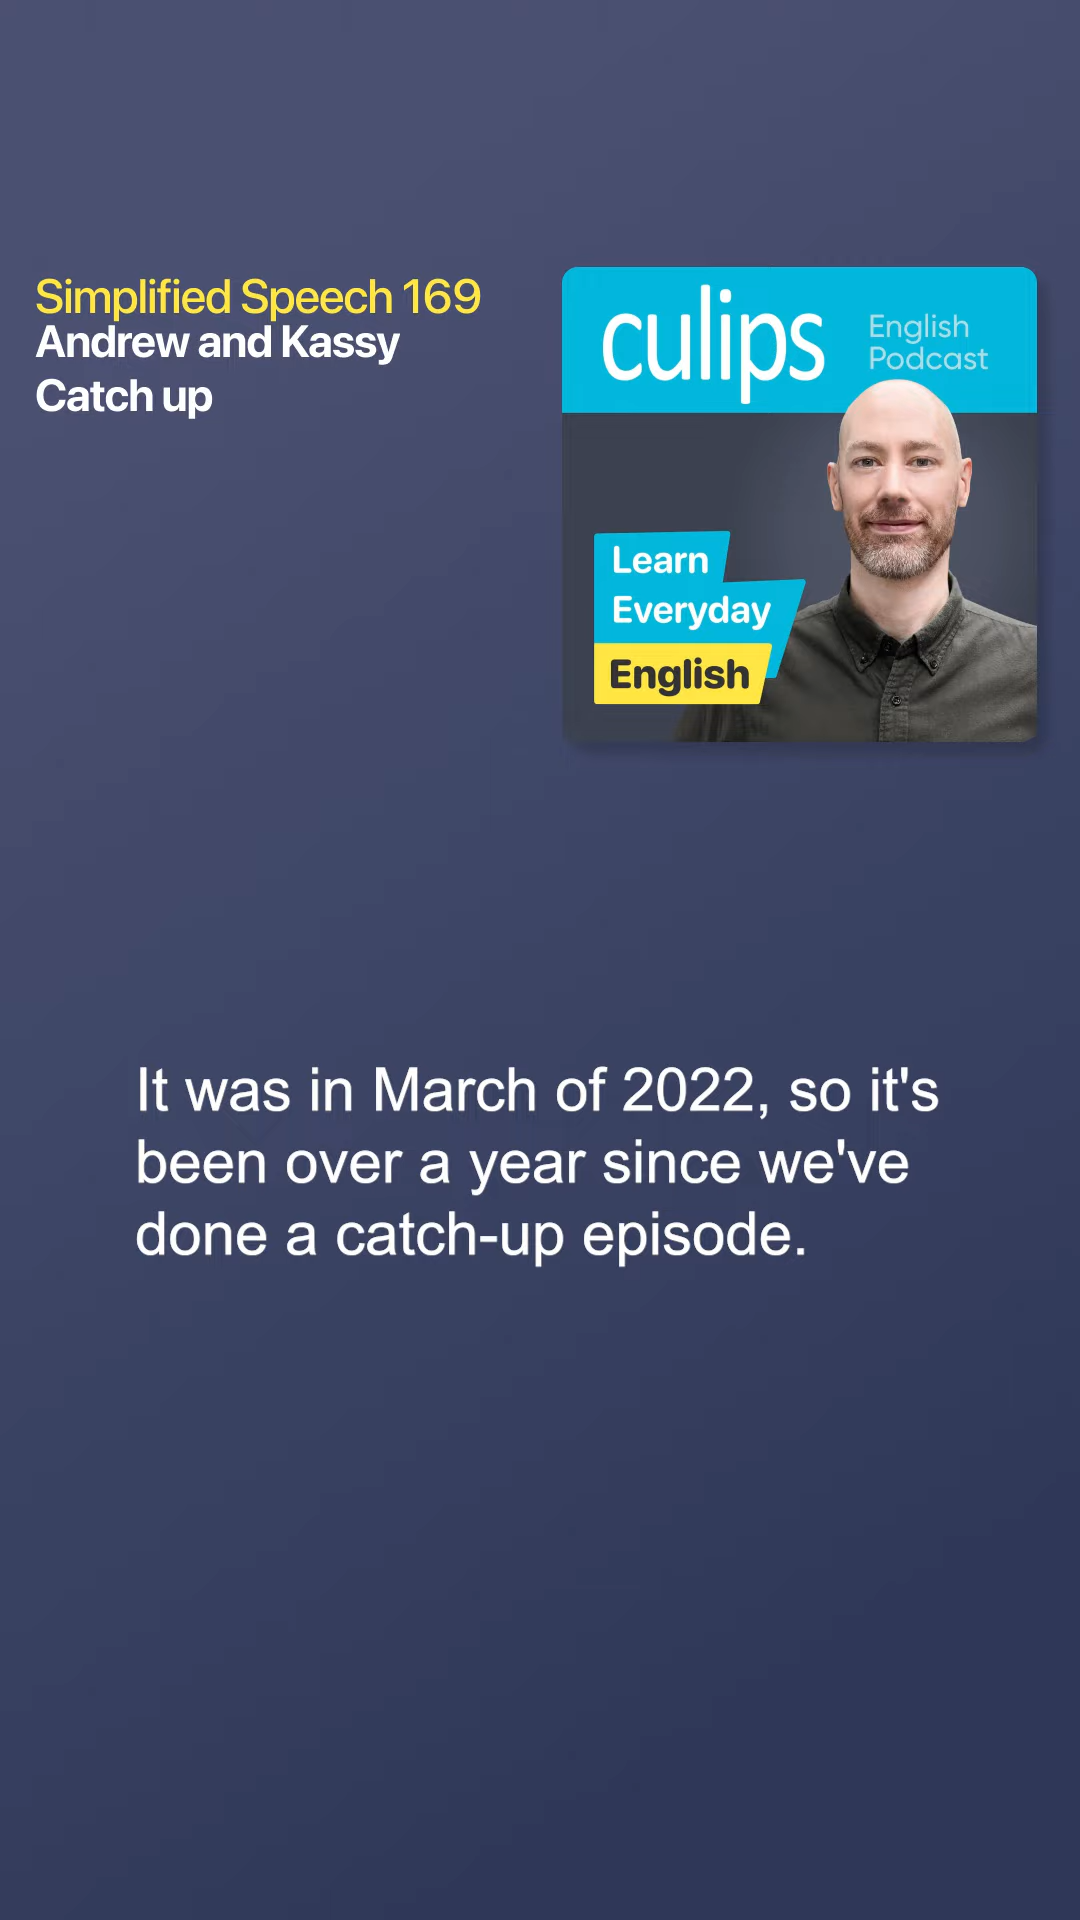 Simplified Speech 169
Andrew and Kassy
Catch up
culips
English
Podcast
Learn
Everyday
English
It was in March of 2022, so it's
been over a year since we've
done a catch-up episode.